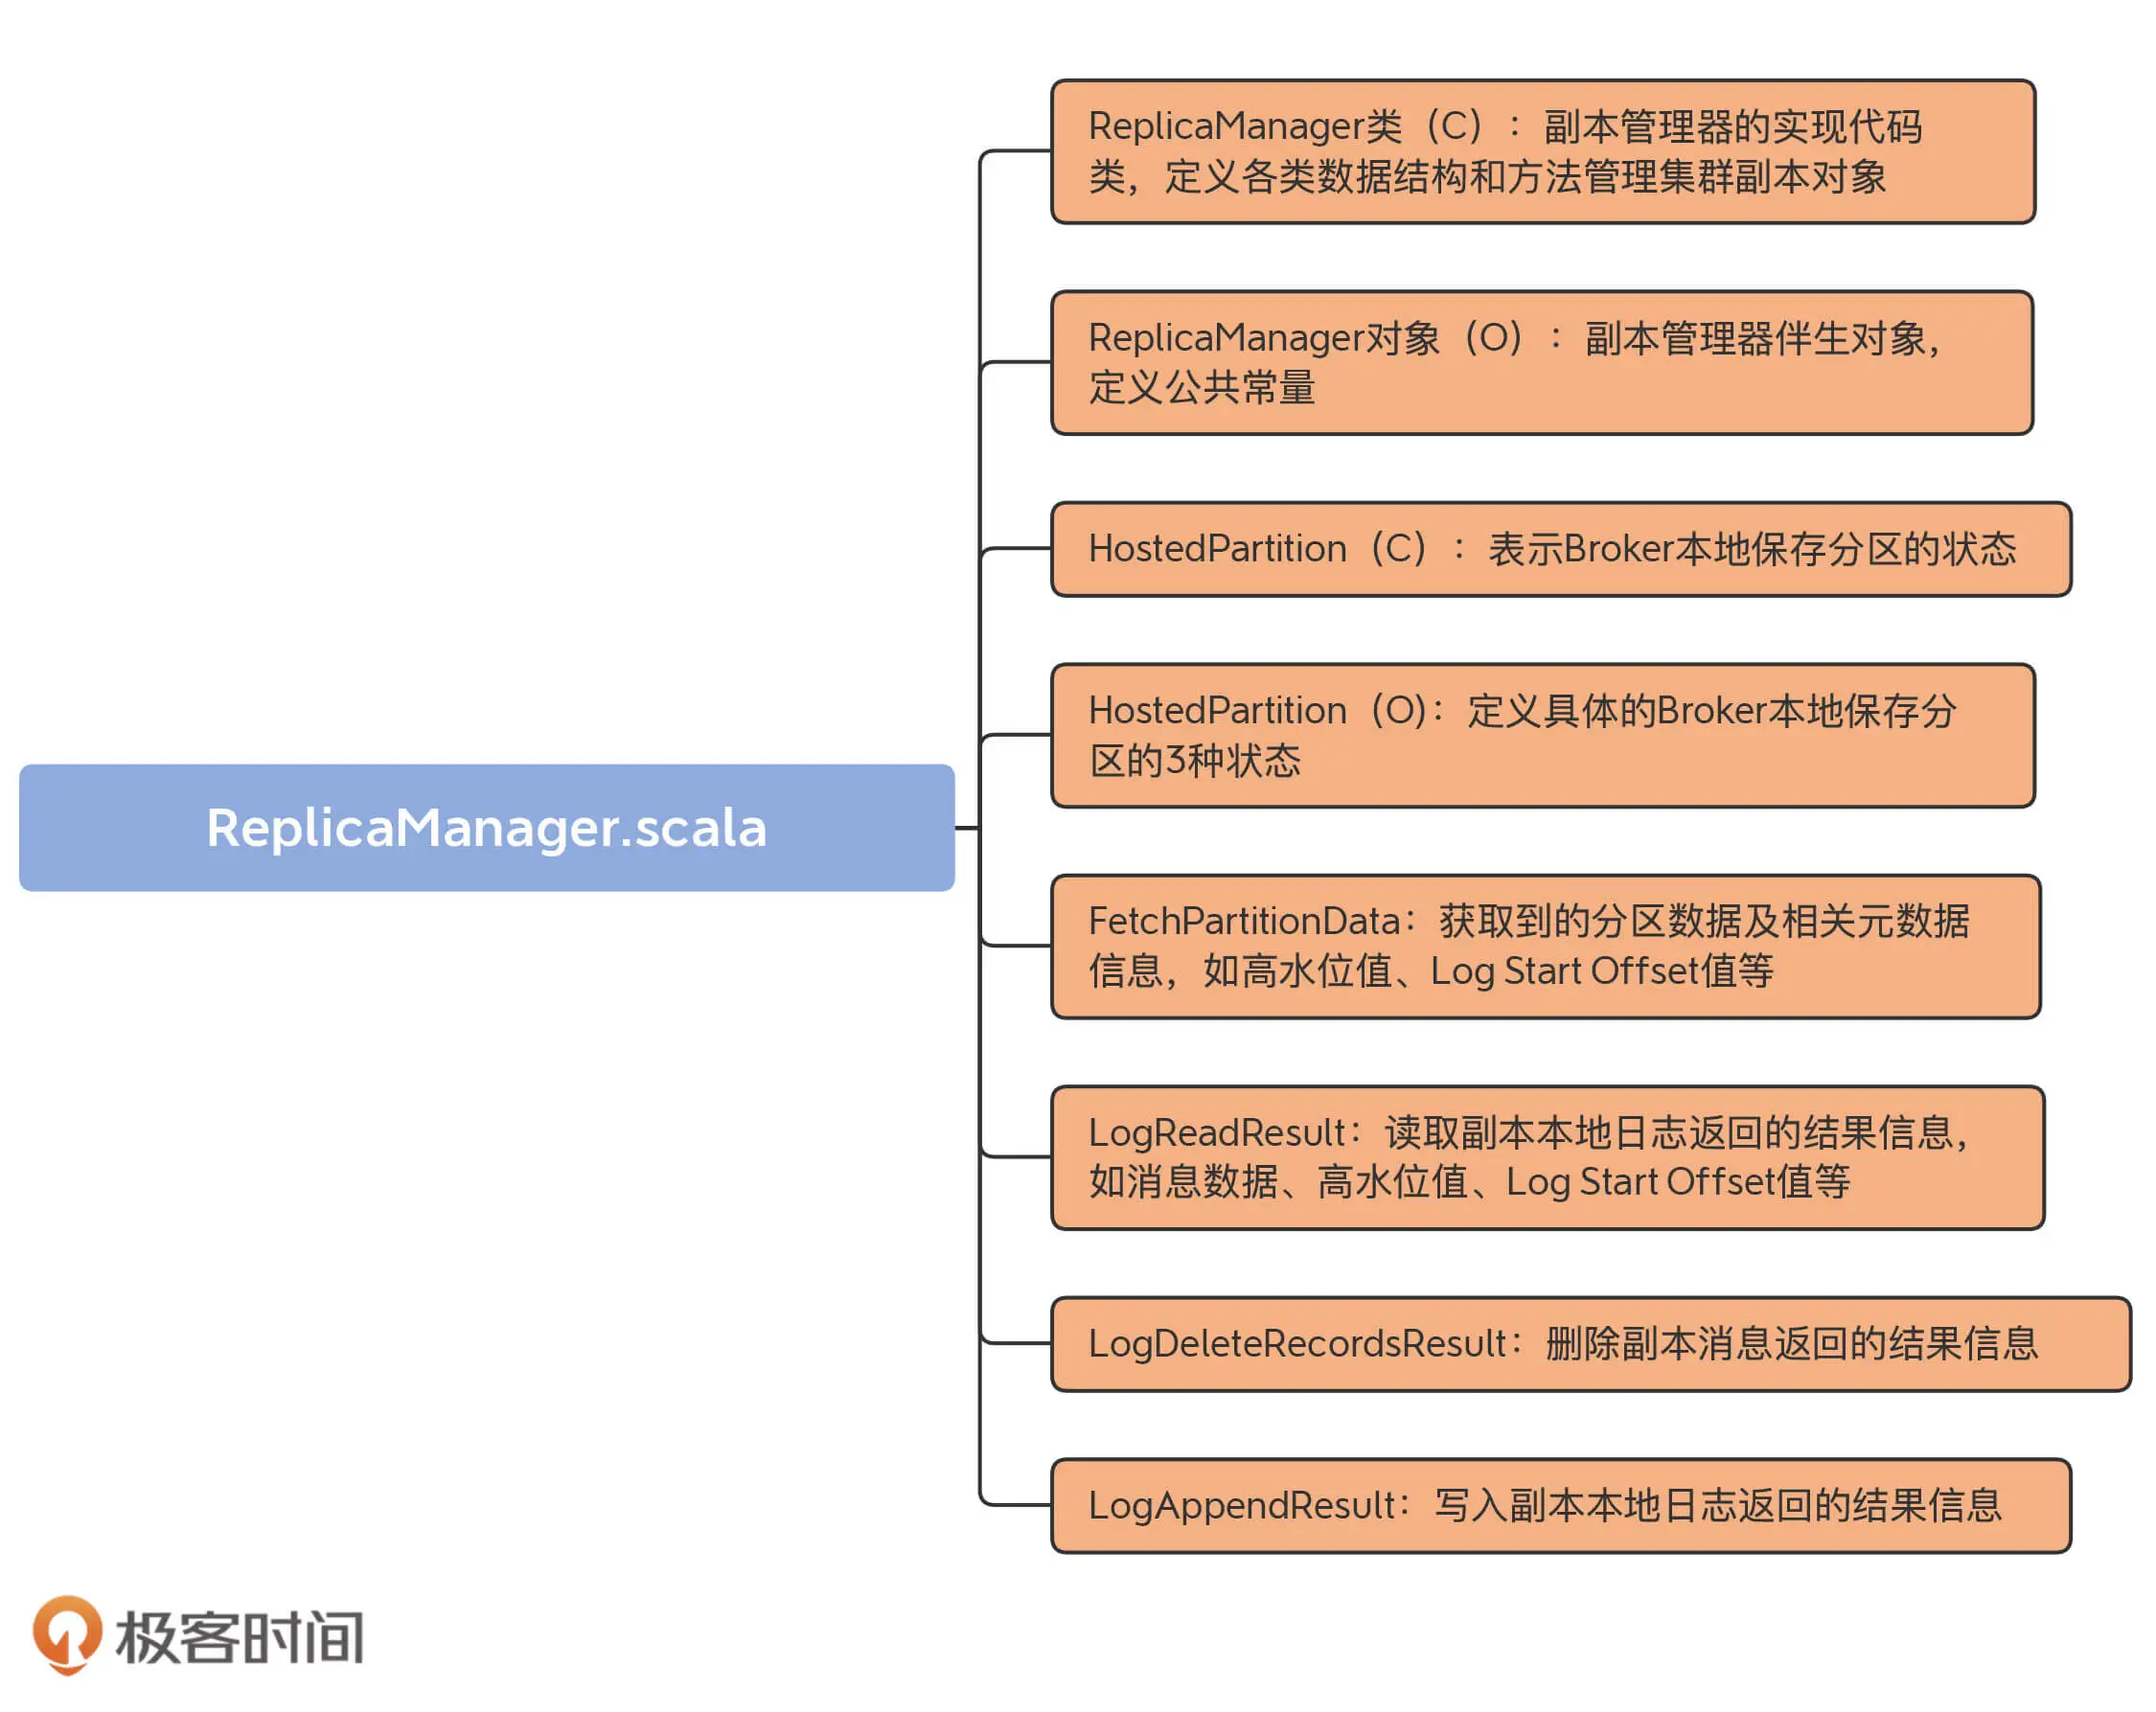 ReplicaManager类（C）：副本管理器的实现代码
类，定义各类数据结构和方法管理集群副本对象
ReplicaManager对象（O）：副本管理器伴生对象，
定义公共常量
HostedPartition（C）：表示Broker本地保存分区的状态
HostedPartition（O）：定义具体的Broker本地保存分
区的3种状态
ReplicaManager.scala
FetchPartitionData：获取到的分区数据及相关元数据
信息，如高水位值、Log Start Offset值等
LogReadResult：读取副本本地日志返回的结果信息，
如消息数据、高水位值、Log Start Offset值等
LogDeleteRecordsResult：删除副本消息返回的结果信息
LogAppendResult：写入副本本地日志返回的结果信息
极客时间